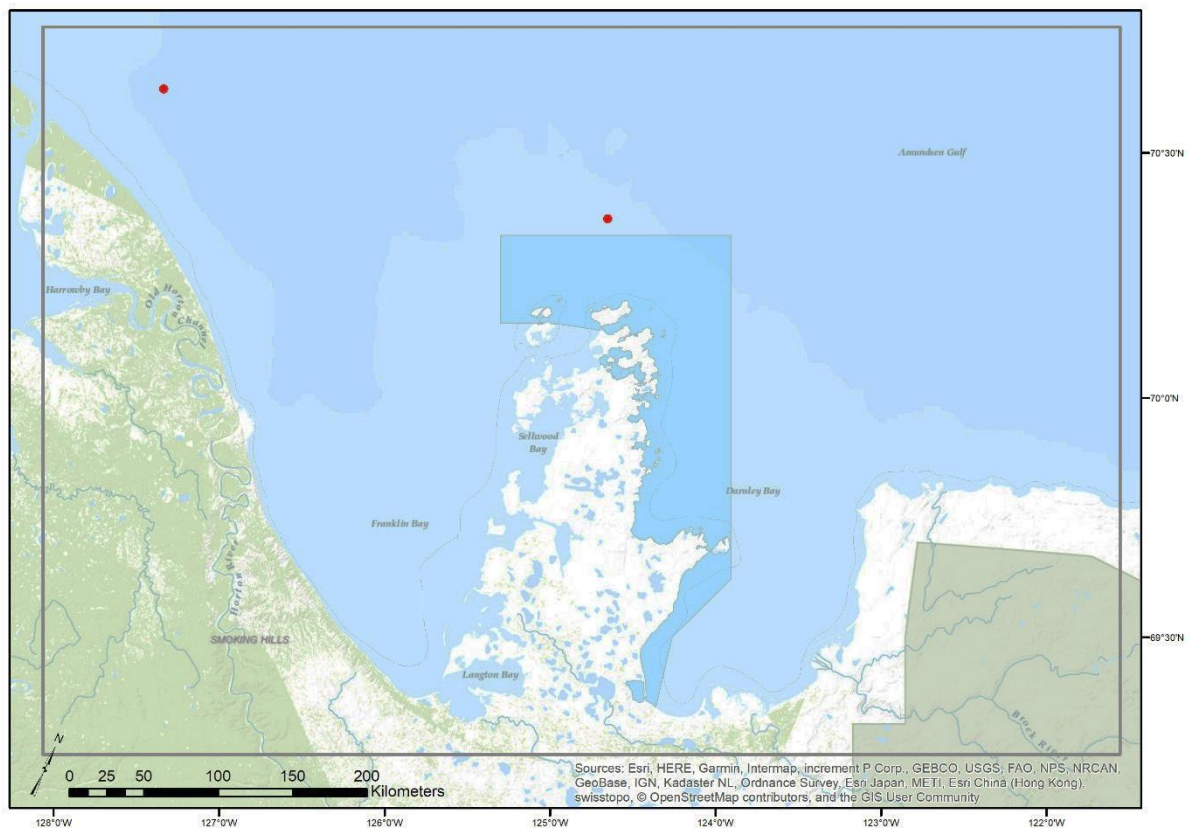 Amundsen Gulf
70°30'N
Harrowby Bay
Old Horton Channel
70°0'N
Sellwood
Bay
Darnley Bay
Franklin Bay
Horton River
SMOKING HILLS
69°30'N
Langton Bay
Brock River
N
0 25 50 100 150 200
Kilometers
Sources: Esri, HERE, Garmin, Intermap, increment P Corp., GEBCO, USGS, FAO, NPS, NRCAN,
GeoBase, IGN, Kadaster NL, Ordnance Survey, Esri Japan, METI, Esri China (Hong Kong),
swisstopo, © OpenStreetMap contributors, and the GIS User Community
128°0'W 127°0'W 126°0'W 125°0'W 124°0'W 123°0'W 122°0'W